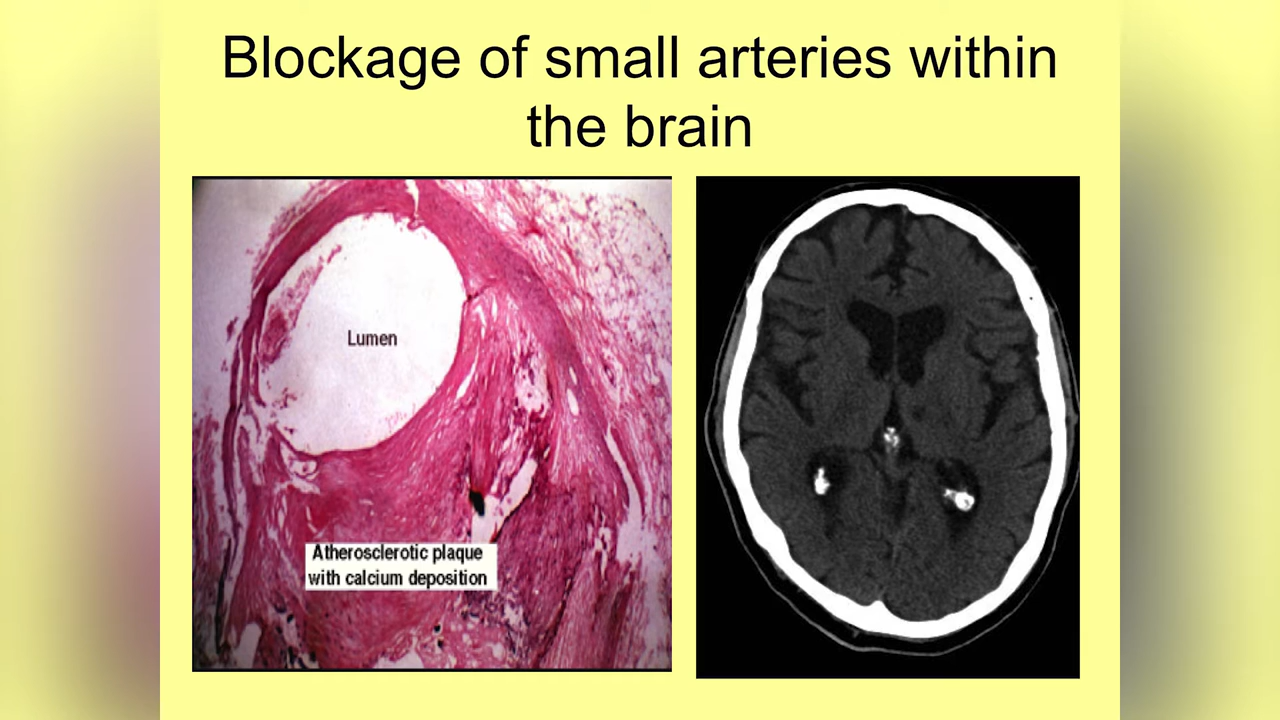 Blockage of small arteries within
the brain
Lumen
Atherosclerotic plaque
with calcium deposition